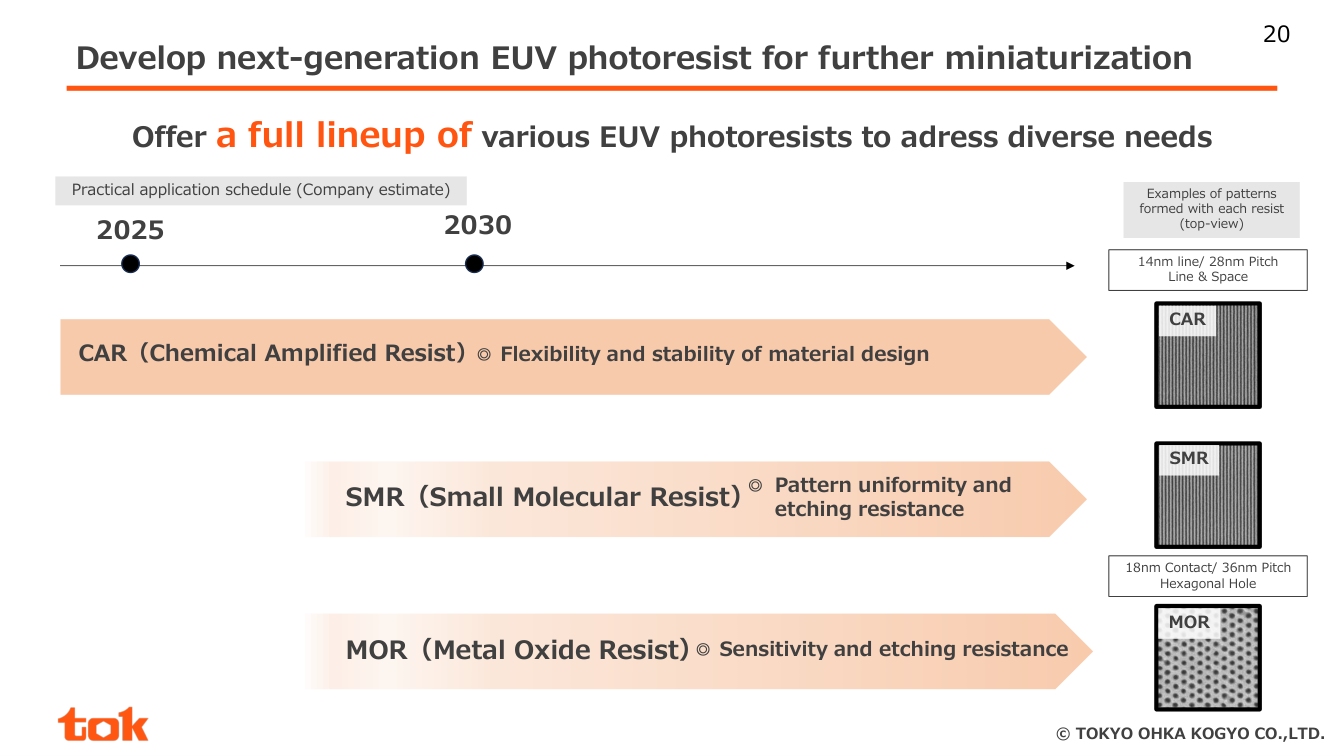 20
Develop next-generation EUV photoresist for further miniaturization
Offer a full lineup of various EUV photoresists to adress diverse needs
Practical application schedule (Company estimate)
2025
2030
Examples of patterns
formed with each resist
(top-view)
14nm line/ 28nm Pitch
Line & Space
CAR（Chemical Amplified Resist）◎ Flexibility and stability of material design
CAR
SMR（Small Molecular Resist）◎ Pattern uniformity and
etching resistance
SMR
18nm Contact/ 36nm Pitch
Hexagonal Hole
MOR（Metal Oxide Resist）◎ Sensitivity and etching resistance
MOR
tok
© TOKYO OHKA KOGYO CO.,LTD.